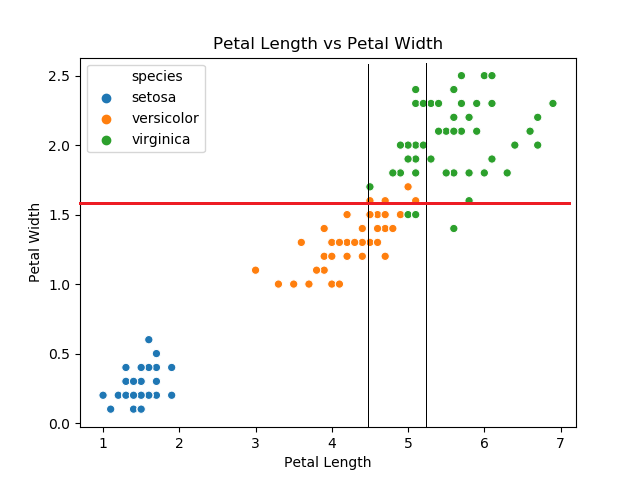 Petal Length vs Petal Width
species
setosa
versicolor
virginica
2.5
2.0
1.5
1.0
0.5
0.0
Petal Width
1 2 3 4 5 6 7
Petal Length